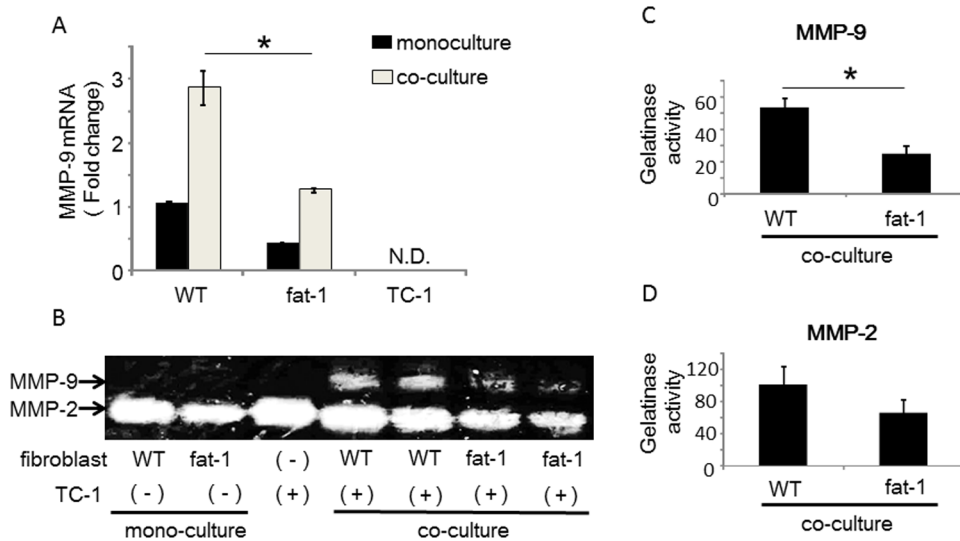 A
MMP-9 mRNA
( Fold change)
3
2
1
0
*
monoculture
co-culture
N.D.
WT fat-1 TC-1
B
MMP-9
MMP-2
fibroblast WT fat-1 (-) WT WT fat-1 fat-1
TC-1 (-) (-) (+) (+) (+) (+) (+)
mono-culture co-culture
C
MMP-9
Gelatinase
activity
60
40
20
0
*
WT fat-1
co-culture
D
MMP-2
Gelatinase
activity
120
80
40
0
WT fat-1
co-culture